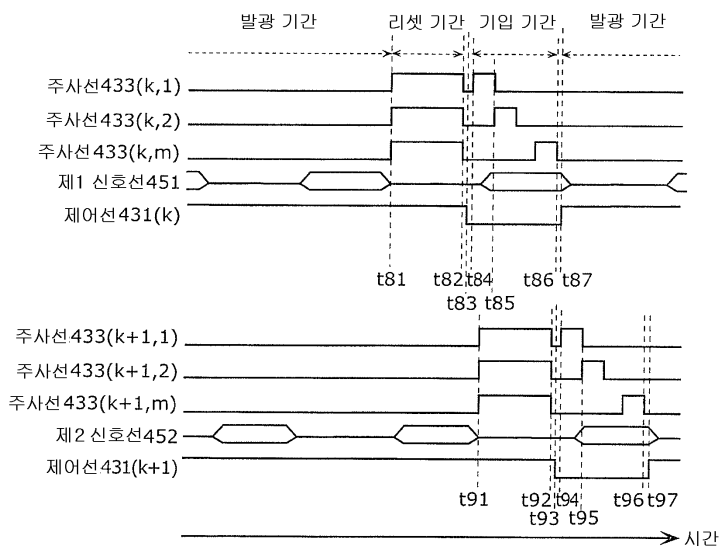 발광 기간 리셋 기간 기입 기간 발광 기간
주사선433(k,1)
주사선433(k,2)
주사선433(k,m)
제1 신호선451
제어선431(k)
t81 t82 t84 t86 t87
t83 t85
주사선433(k+1,1)
주사선433(k+1,2)
주사선433(k+1,m)
제2 신호선452
제어선431(k+1)
t91 t92 t94 t96 t97
t93 t95
시간